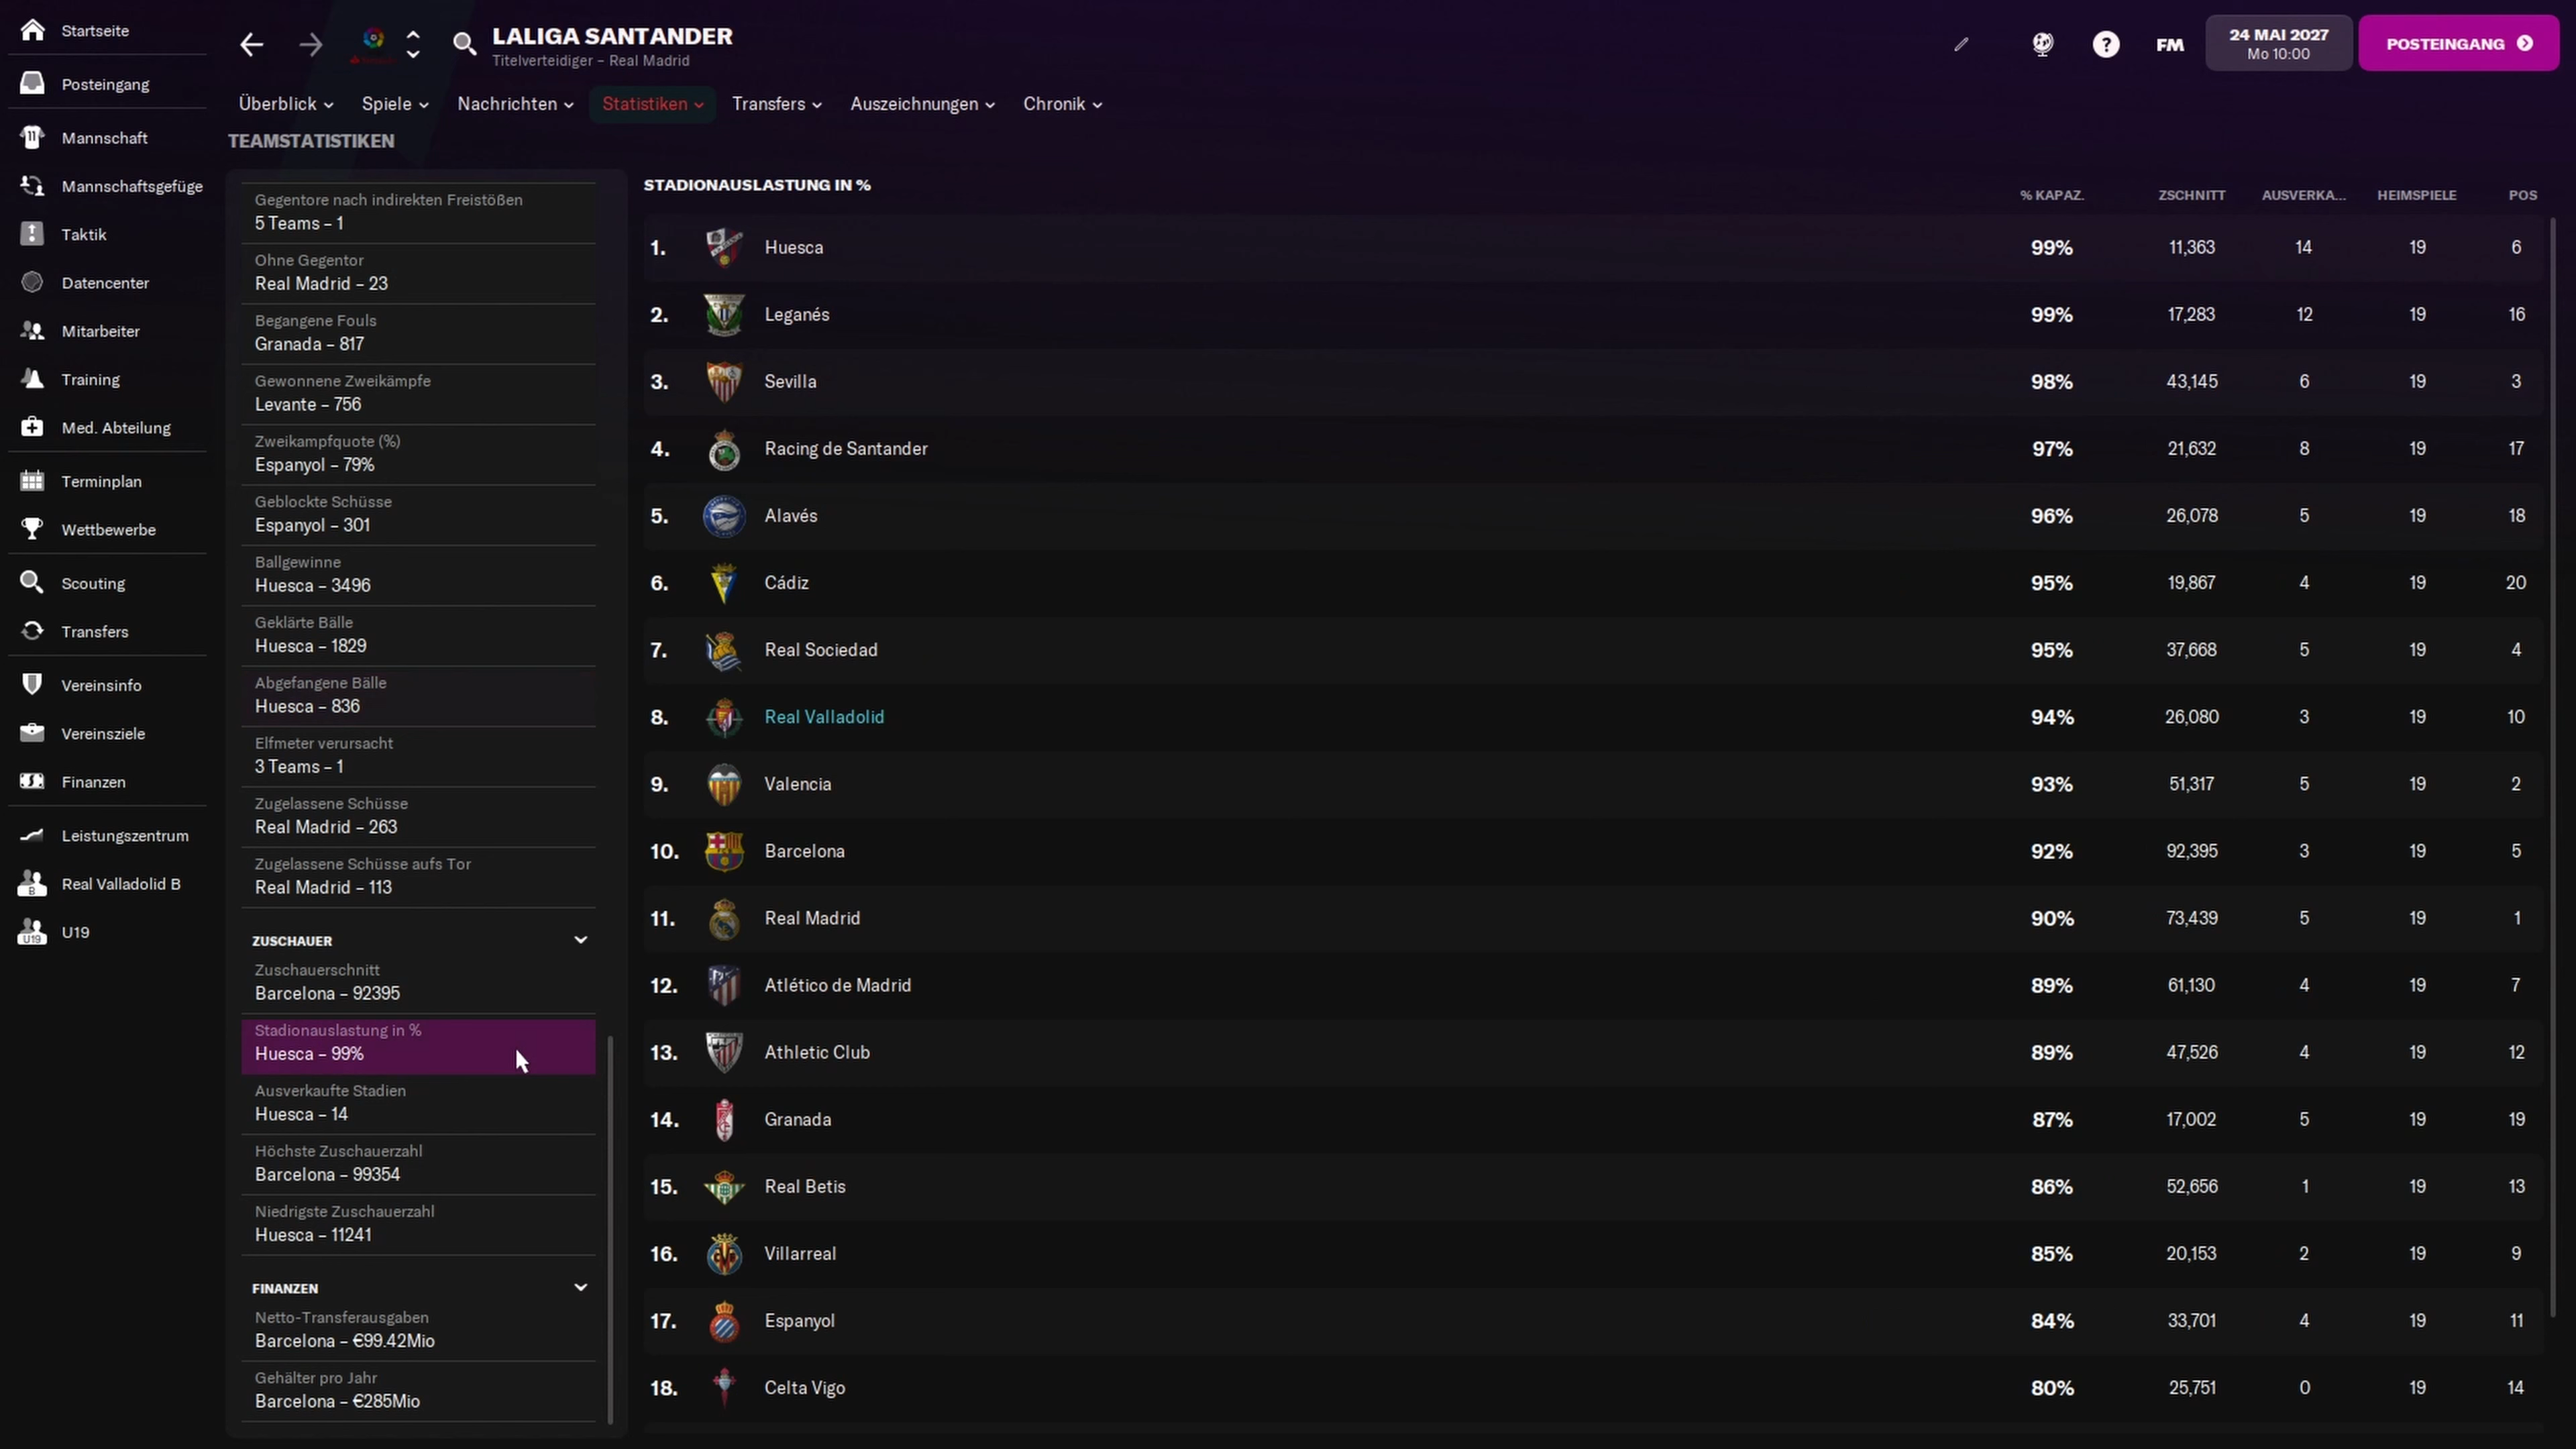 Startseite
Posteingang
Mannschaft
Mannschaftsgefüge
Taktik
Datencenter
Mitarbeiter
Training
Med. Abteilung
Terminplan
Wettbewerbe
Scouting
Transfers
Vereinsinfo
Vereinsziele
Finanzen
Leistungszentrum
B
Real Valladolid B
U19
U19
LALIGA SANTANDER
Titelverteidiger – Real Madrid
FM
24 MAI 2027
Mo 10:00
POSTEINGANG
Überblick
Spiele
Nachrichten
Statistiken
Transfers
Auszeichnungen
Chronik
TEAMSTATISTIKEN
Gegentore nach indirekten Freistößen
5 Teams – 1
Ohne Gegentor
Real Madrid – 23
Begangene Fouls
Granada – 817
Gewonnene Zweikämpfe
Levante – 756
Zweikampfquote (%)
Espanyol – 79%
Geblockte Schüsse
Espanyol – 301
Ballgewinne
Huesca – 3496
Geklärte Bälle
Huesca – 1829
Abgefangene Bälle
Huesca – 836
Elfmeter verursacht
3 Teams – 1
Zugelassene Schüsse
Real Madrid – 263
Zugelassene Schüsse aufs Tor
Real Madrid – 113
ZUSCHAUER
Zuschauerschnitt
Barcelona – 92395
Stadionauslastung in %
Huesca – 99%
Ausverkaufte Stadien
Huesca – 14
Höchste Zuschauerzahl
Barcelona – 99354
Niedrigste Zuschauerzahl
Huesca – 11241
FINANZEN
Netto-Transferausgaben
Barcelona – €99.42Mio
Gehälter pro Jahr
Barcelona – €285Mio
STADIONAUSLASTUNG IN %
% KAPAZ. ZSCHNITT AUSVERKA... HEIMSPIELE POS
1. Huesca 99% 11,363 14 19 6
2. Leganés 99% 17,283 12 19 16
3. Sevilla 98% 43,145 6 19 3
4. Racing de Santander 97% 21,632 8 19 17
5. Alavés 96% 26,078 5 19 18
6. Cádiz 95% 19,867 4 19 20
7. Real Sociedad 95% 37,668 5 19 4
8. Real Valladolid 94% 26,080 3 19 10
9. Valencia 93% 51,317 5 19 2
10. Barcelona 92% 92,395 3 19 5
11. Real Madrid 90% 73,439 5 19 1
12. Atlético de Madrid 89% 61,130 4 19 7
13. Athletic Club 89% 47,526 4 19 12
14. Granada 87% 17,002 5 19 19
15. Real Betis 86% 52,656 1 19 13
16. Villarreal 85% 20,153 2 19 9
17. Espanyol 84% 33,701 4 19 11
18. Celta Vigo 80% 25,751 0 19 14